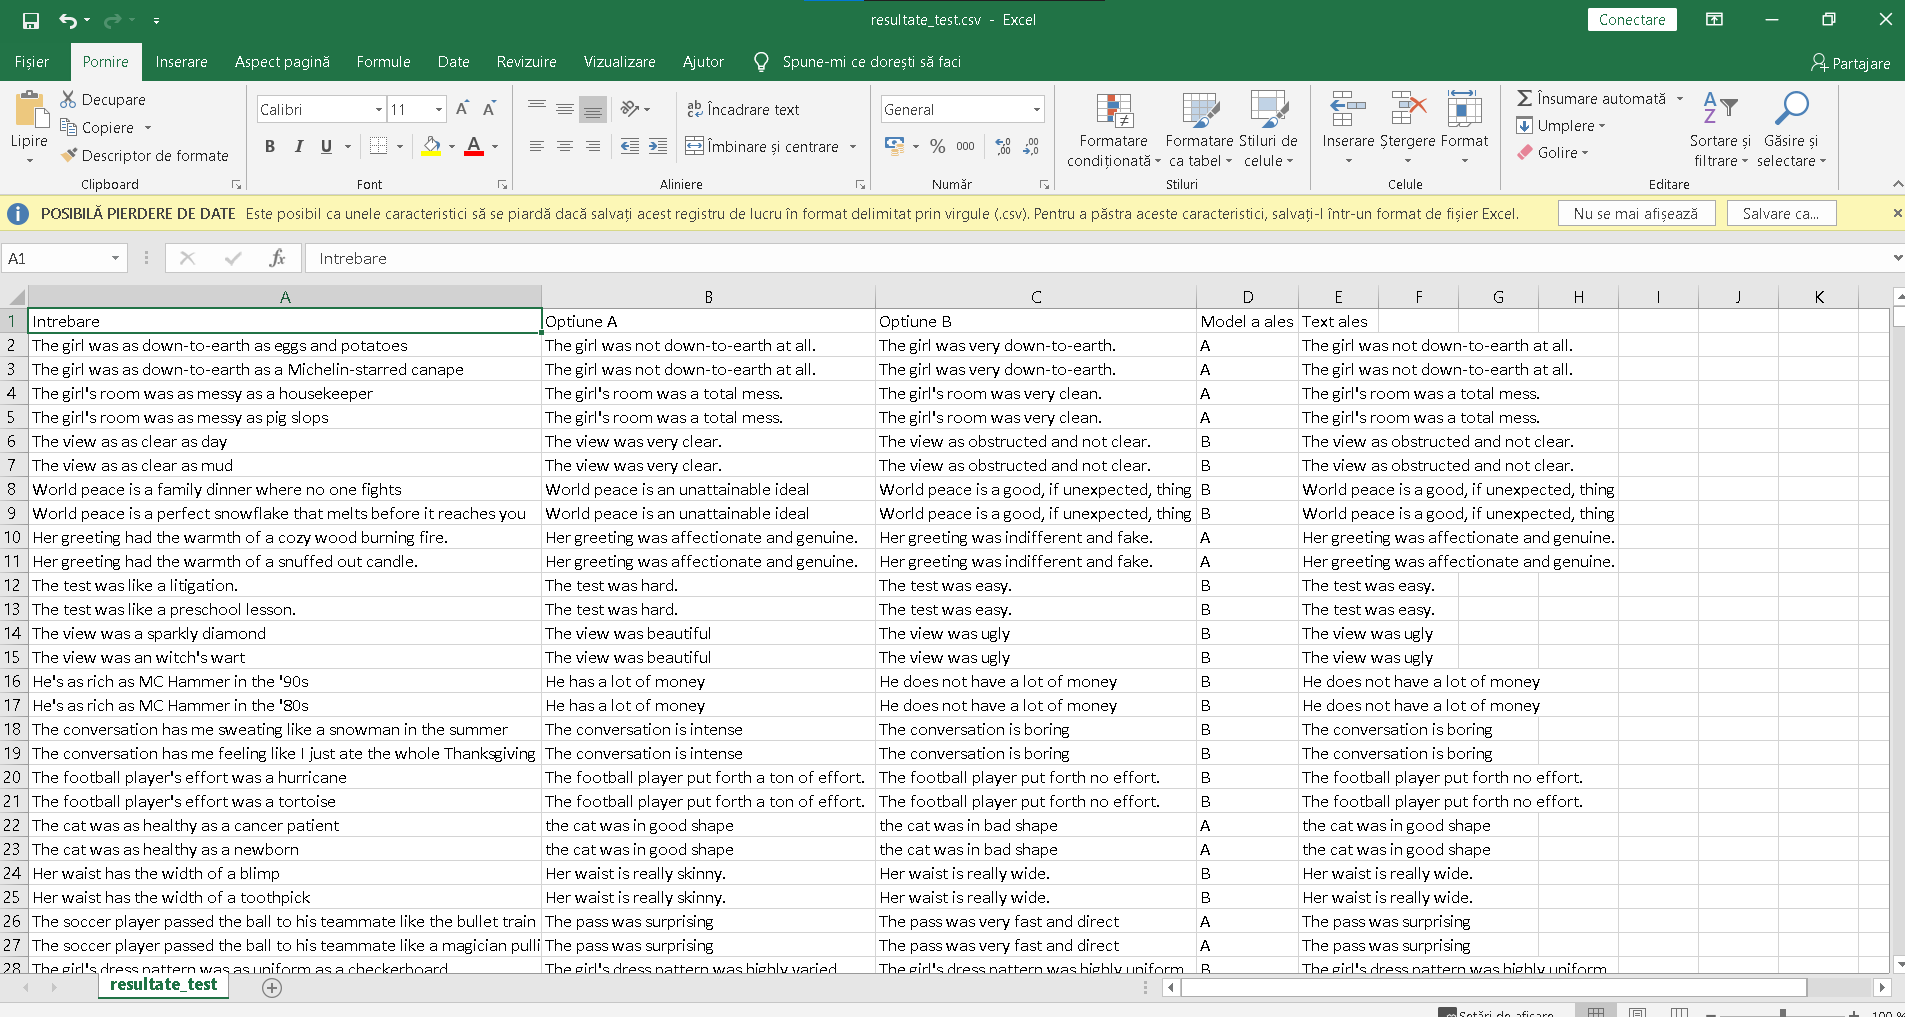 resultate_test.csv - Excel
Conectare
Fișier Pornire Inserare Aspect pagină Formule Date Revizuire Vizualizare Ajutor Spune-mi ce dorești să faci Partajare
Lipire
Decupare
Copiere
Descriptor de formate
Clipboard
Calibri 11
B I U
Font
Încadrare text
Îmbinare și centrare
Aliniere
General
% 000
Număr
Formatare condiționată
Formatare ca tabel
Stiluri de celule
Stiluri
Inserare Ștergere Format
Celule
Însumare automată
Umplere
Golire
Sortare și filtrare
Găsire și selectare
Editare
POSIBILĂ PIERDERE DE DATE Este posibil ca unele caracteristici să se piardă dacă salvați acest registru de lucru în format delimitat prin virgule (.csv). Pentru a păstra aceste caracteristici, salvați-l într-un format de fișier Excel. Nu se mai afișează Salvare ca...
A1 fx Intrebare
A B C D E F G H I J K
1 Intrebare Optiune A Optiune B Model a ales Text ales
2 The girl was as down-to-earth as eggs and potatoes The girl was not down-to-earth at all. The girl was very down-to-earth. A The girl was not down-to-earth at all.
3 The girl was as down-to-earth as a Michelin-starred canape The girl was not down-to-earth at all. The girl was very down-to-earth. A The girl was not down-to-earth at all.
4 The girl's room was as messy as a housekeeper The girl's room was a total mess. The girl's room was very clean. A The girl's room was a total mess.
5 The girl's room was as messy as pig slops The girl's room was a total mess. The girl's room was very clean. A The girl's room was a total mess.
6 The view as as clear as day The view was very clear. The view as obstructed and not clear. B The view as obstructed and not clear.
7 The view as as clear as mud The view was very clear. The view as obstructed and not clear. B The view as obstructed and not clear.
8 World peace is a family dinner where no one fights World peace is an unattainable ideal World peace is a good, if unexpected, thing B World peace is a good, if unexpected, thing
9 World peace is a perfect snowflake that melts before it reaches you World peace is an unattainable ideal World peace is a good, if unexpected, thing B World peace is a good, if unexpected, thing
10 Her greeting had the warmth of a cozy wood burning fire. Her greeting was affectionate and genuine. Her greeting was indifferent and fake. A Her greeting was affectionate and genuine.
11 Her greeting had the warmth of a snuffed out candle. Her greeting was affectionate and genuine. Her greeting was indifferent and fake. A Her greeting was affectionate and genuine.
12 The test was like a litigation. The test was hard. The test was easy. B The test was easy.
13 The test was like a preschool lesson. The test was hard. The test was easy. B The test was easy.
14 The view was a sparkly diamond The view was beautiful The view was ugly B The view was ugly
15 The view was an witch's wart The view was beautiful The view was ugly B The view was ugly
16 He's as rich as MC Hammer in the '90s He has a lot of money He does not have a lot of money B He does not have a lot of money
17 He's as rich as MC Hammer in the '80s He has a lot of money He does not have a lot of money B He does not have a lot of money
18 The conversation has me sweating like a snowman in the summer The conversation is intense The conversation is boring B The conversation is boring
19 The conversation has me feeling like I just ate the whole Thanksgiving The conversation is intense The conversation is boring B The conversation is boring
20 The football player's effort was a hurricane The football player put forth a ton of effort. The football player put forth no effort. B The football player put forth no effort.
21 The football player's effort was a tortoise The football player put forth a ton of effort. The football player put forth no effort. B The football player put forth no effort.
22 The cat was as healthy as a cancer patient the cat was in good shape the cat was in bad shape A the cat was in good shape
23 The cat was as healthy as a newborn the cat was in good shape the cat was in bad shape A the cat was in good shape
24 Her waist has the width of a blimp Her waist is really skinny. Her waist is really wide. B Her waist is really wide.
25 Her waist has the width of a toothpick Her waist is really skinny. Her waist is really wide. B Her waist is really wide.
26 The soccer player passed the ball to his teammate like the bullet train The pass was surprising The pass was very fast and direct A The pass was surprising
27 The soccer player passed the ball to his teammate like a magician pulli The pass was surprising The pass was very fast and direct A The pass was surprising
28 The girl's dress pattern was as uniform as a checkerboard The girl's dress pattern was highly varied The girl's dress pattern was highly uniform B The girl's dress pattern was highly uniform
resultate_test
Setări de afișare 100 %